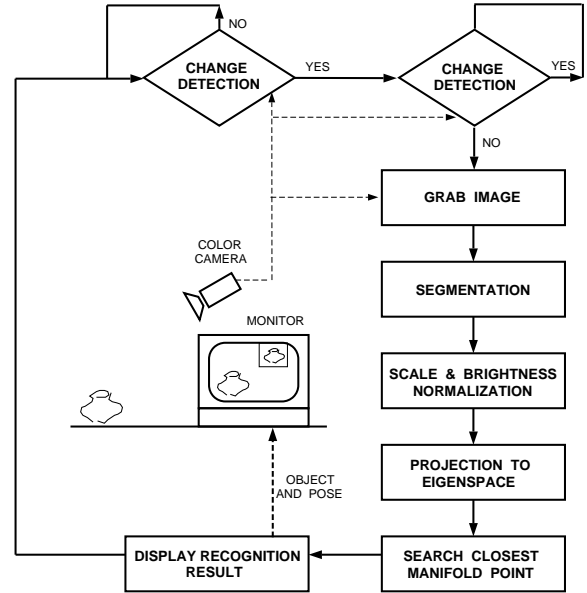 NO
CHANGE
DETECTION
YES
CHANGE
DETECTION
YES
NO
GRAB IMAGE
COLOR
CAMERA
SEGMENTATION
MONITOR
SCALE & BRIGHTNESS
NORMALIZATION
PROJECTION TO
EIGENSPACE
OBJECT
AND POSE
DISPLAY RECOGNITION
RESULT
SEARCH CLOSEST
MANIFOLD POINT